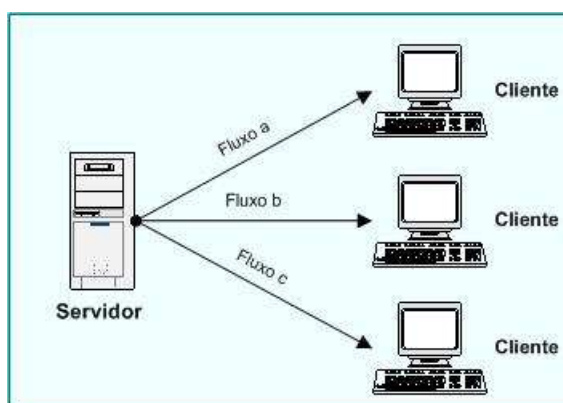 Cliente
Fluxo a
Fluxo b
Cliente
Fluxo c
Servidor
Cliente